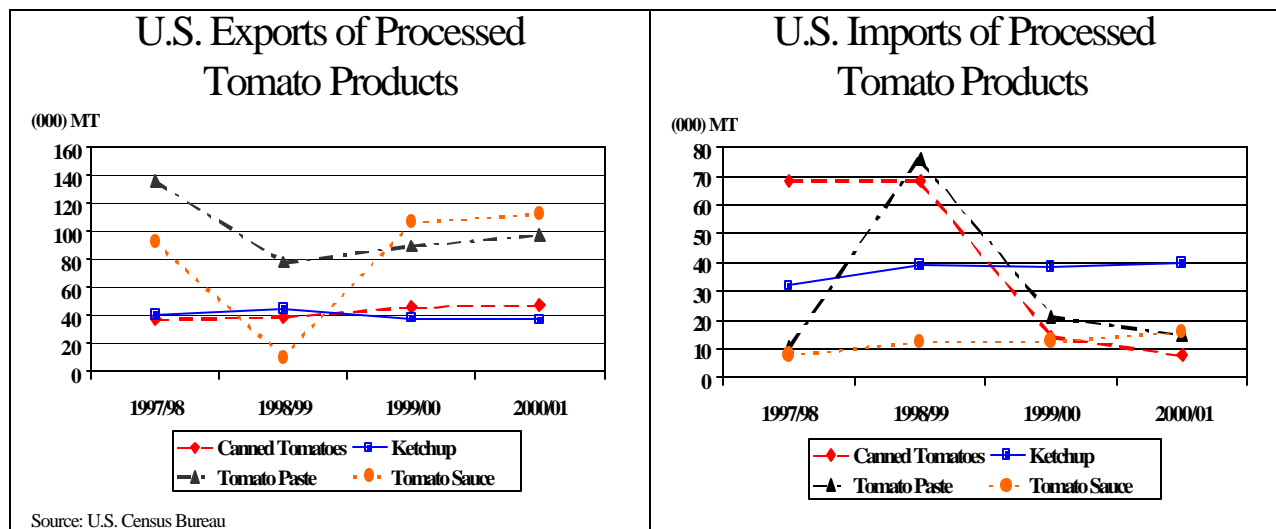 U.S. Exports of Processed
Tomato Products
(000) MT
160
140
120
100
80
60
40
20
0
1997/98 1998/99 1999/00 2000/01
Canned Tomatoes Ketchup
Tomato Paste Tomato Sauce
Source: U.S. Census Bureau
U.S. Imports of Processed
Tomato Products
(000) MT
80
70
60
50
40
30
20
10
0
1997/98 1998/99 1999/00 2000/01
Canned Tomatoes Ketchup
Tomato Paste Tomato Sauce